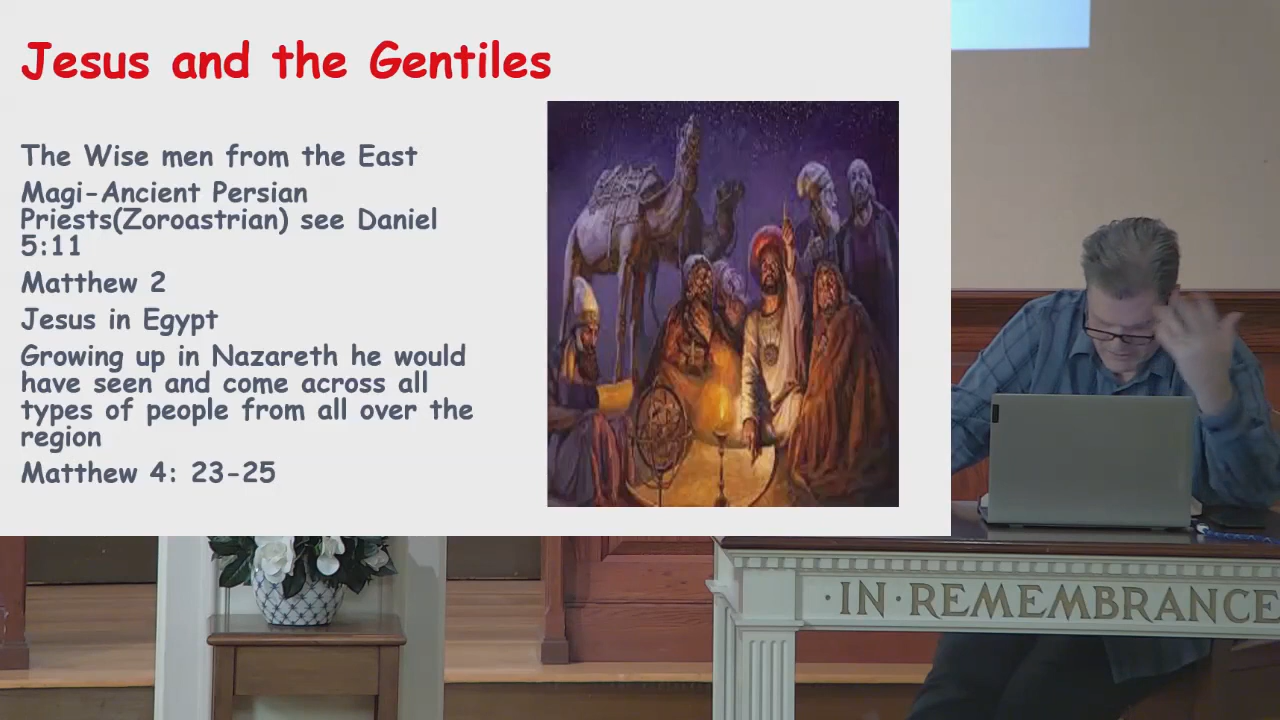 Jesus and the Gentiles
The Wise men from the East
Magi-Ancient Persian
Priests(Zoroastrian) see Daniel
5:11
Matthew 2
Jesus in Egypt
Growing up in Nazareth he would
have seen and come across all
types of people from all over the
region
Matthew 4: 23-25
·IN·REMEMBRANCE